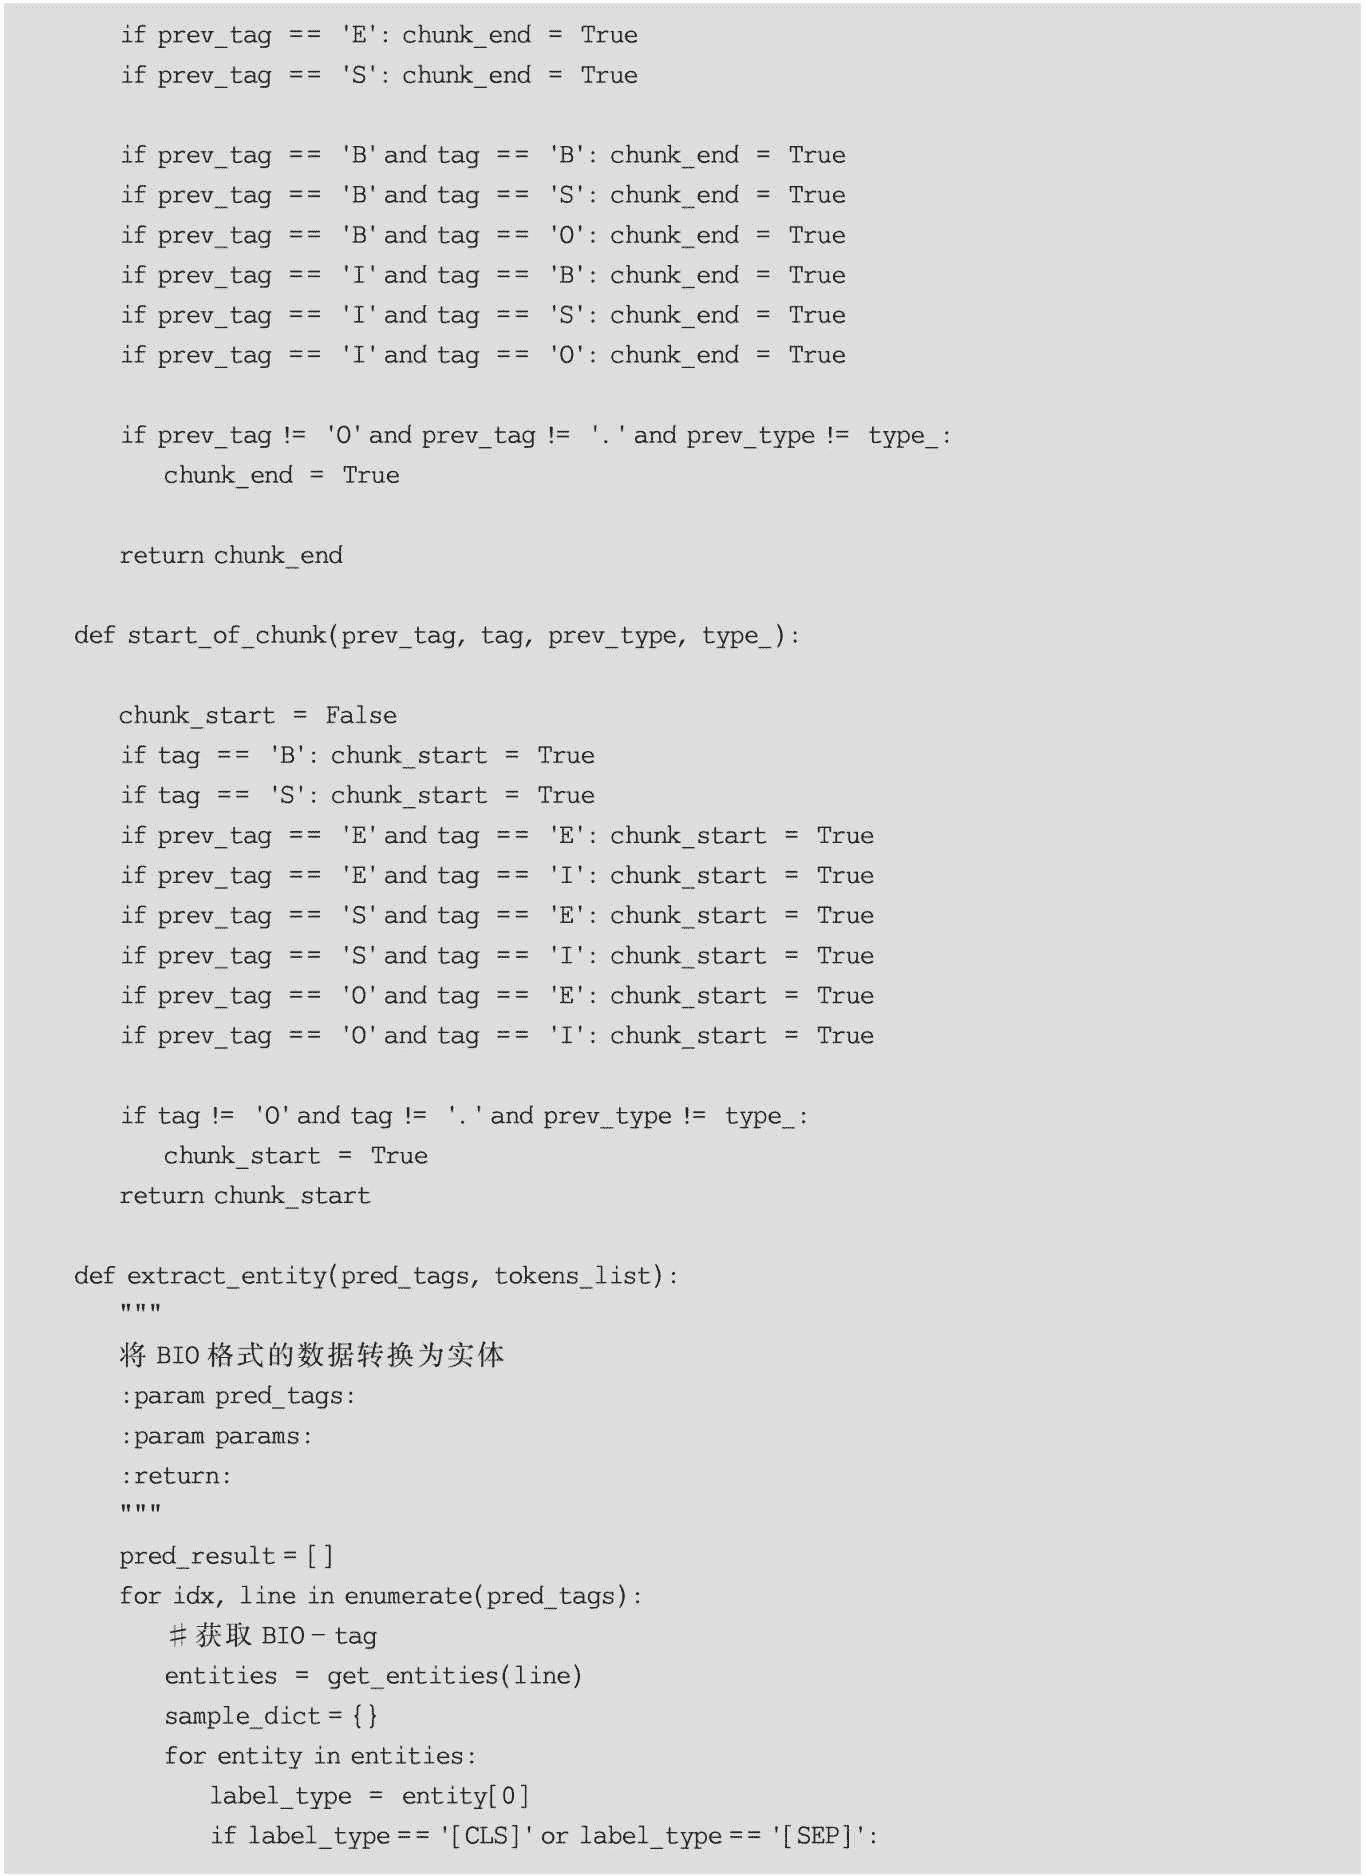 if prev_tag == 'E': chunk_end = True
if prev_tag == 'S': chunk_end = True
if prev_tag == 'B' and tag == 'B': chunk_end = True
if prev_tag == 'B' and tag == 'S': chunk_end = True
if prev_tag == 'B' and tag == 'O': chunk_end = True
if prev_tag == 'I' and tag == 'B': chunk_end = True
if prev_tag == 'I' and tag == 'S': chunk_end = True
if prev_tag == 'I' and tag == 'O': chunk_end = True
if prev_tag != 'O' and prev_tag != '.' and prev_type != type_:
chunk_end = True
return chunk_end
def start_of_chunk(prev_tag, tag, prev_type, type_):
chunk_start = False
if tag == 'B': chunk_start = True
if tag == 'S': chunk_start = True
if prev_tag == 'E' and tag == 'E': chunk_start = True
if prev_tag == 'E' and tag == 'I': chunk_start = True
if prev_tag == 'S' and tag == 'E': chunk_start = True
if prev_tag == 'S' and tag == 'I': chunk_start = True
if prev_tag == 'O' and tag == 'E': chunk_start = True
if prev_tag == 'O' and tag == 'I': chunk_start = True
if tag != 'O' and tag != '.' and prev_type != type_:
chunk_start = True
return chunk_start
def extract_entity(pred_tags, tokens_list):
"""
将 BIO 格式的数据转换为实体
:param pred_tags:
:param params:
:return:
"""
pred_result = []
for idx, line in enumerate(pred_tags):
#获取 BIO-tag
entities = get_entities(line)
sample_dict = {}
for entity in entities:
label_type = entity[0]
if label_type == '[CLS]' or label_type == '[SEP]':